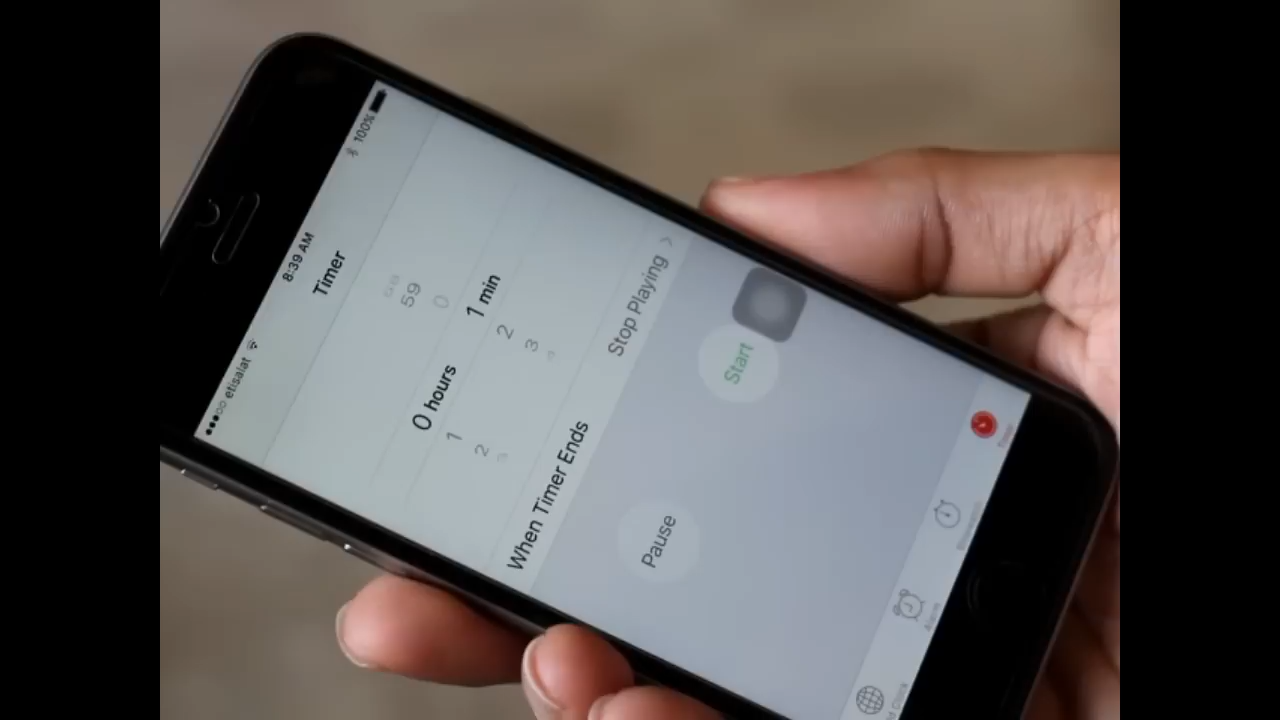 etisalat 8:39 AM 100%
Timer
59
0
0 hours 1 min
1 2
2 3
When Timer Ends Stop Playing
Pause Start
Alarm